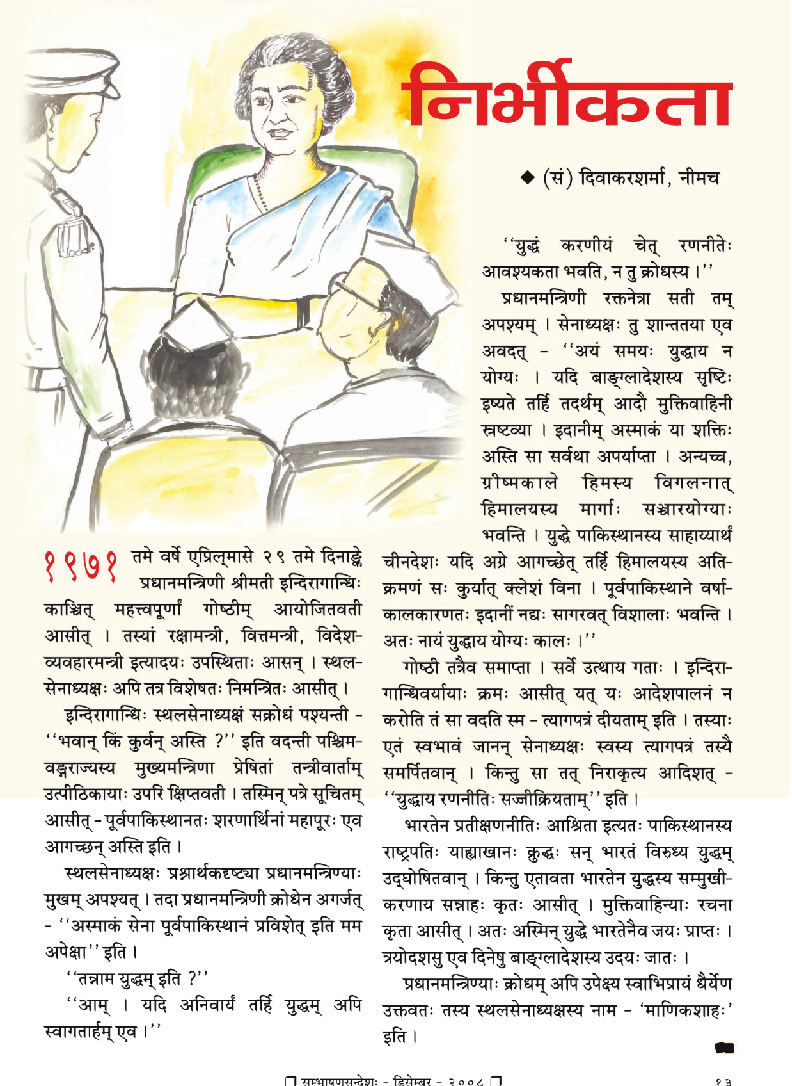 निर्भीकता
◆ (सं) दिवाकरशर्मा, नीमच
१९७१ तमे वर्षे एप्रिल्‌मासे २९ तमे दिनाङ्के
प्रधानमन्त्रिणी श्रीमती इन्दिरागान्धिः
काञ्चित् महत्त्वपूर्णां गोष्ठीम् आयोजितवती
आसीत् । तस्यां रक्षामन्त्री, वित्तमन्त्री, विदेश-
व्यवहारमन्त्री इत्यादयः उपस्थिताः आसन् । स्थल-
सेनाध्यक्षः अपि तत्र विशेषतः निमन्त्रितः आसीत् ।
इन्दिरागान्धिः स्थलसेनाध्यक्षं सक्रोधं पश्यन्ती -
‘‘भवान् किं कुर्वन् अस्ति ?’’ इति वदन्ती पश्चिम-
वङ्गराज्यस्य मुख्यमन्त्रिणा प्रेषितां तन्त्रीवार्ताम्
उत्पीठिकायाः उपरि क्षिप्तवती । तस्मिन् पत्रे सूचितम्
आसीत् - पूर्वपाकिस्थानतः शरणार्थिनां महापूरः एव
आगच्छन् अस्ति इति ।
स्थलसेनाध्यक्षः प्रश्नार्थकदृष्ट्या प्रधानमन्त्रिण्याः
मुखम् अपश्यत् । तदा प्रधानमन्त्रिणी क्रोधेन अगर्जत्
- ‘‘अस्माकं सेना पूर्वपाकिस्थानं प्रविशेत् इति मम
अपेक्षा’’ इति ।
‘‘तन्नाम युद्धम् इति ?’’
‘‘आम् । यदि अनिवार्यं तर्हि युद्धम् अपि
स्वागतार्हम् एव ।’’
‘‘युद्धं करणीयं चेत् रणनीतेः
आवश्यकता भवति, न तु क्रोधस्य ।’’
प्रधानमन्त्रिणी रक्तनेत्रा सती तम्
अपश्यम् । सेनाध्यक्षः तु शान्ततया एव
अवदत् - ‘‘अयं समयः युद्धाय न
योग्यः । यदि बाङ्ग्लादेशस्य सृष्टिः
इष्यते तर्हि तदर्थम् आदौ मुक्तिवाहिनी
स्रष्टव्या । इदानीम् अस्माकं या शक्तिः
अस्ति सा सर्वथा अपर्याप्ता । अन्यच्च,
ग्रीष्मकाले हिमस्य विगलनात्
हिमालयस्य मार्गाः सञ्चारयोग्याः
भवन्ति । युद्धे पाकिस्थानस्य साहाय्यार्थं
चीनदेशः यदि अग्रे आगच्छेत् तर्हि हिमालयस्य अति-
क्रमणं सः कुर्यात् क्लेशं विना । पूर्वपाकिस्थाने वर्षा-
कालकारणतः इदानीं नद्यः सागरवत् विशालाः भवन्ति ।
अतः नायं युद्धाय योग्यः कालः ।’’
गोष्ठी तत्रैव समाप्ता । सर्वे उत्थाय गताः । इन्दिरा-
गान्धिवर्यायाः क्रमः आसीत् यत् यः आदेशपालनं न
करोति तं सा वदति स्म - त्यागपत्रं दीयताम् इति । तस्याः
एतं स्वभावं जानन् सेनाध्यक्षः स्वस्य त्यागपत्रं तस्यै
समर्पितवान् । किन्तु सा तत् निराकृत्य आदिशत् -
‘‘युद्धाय रणनीतिः सज्जीक्रियताम्’’ इति ।
भारतेन प्रतीक्षणनीतिः आश्रिता इत्यतः पाकिस्थानस्य
राष्ट्रपतिः याह्याखानः क्रुद्धः सन् भारतं विरुध्य युद्धम्
उद्घोषितवान् । किन्तु एतावता भारतेन युद्धस्य सम्मुखी-
करणाय सन्नाहः कृतः आसीत् । मुक्तिवाहिन्याः रचना
कृता आसीत् । अतः अस्मिन् युद्धे भारतेनैव जयः प्राप्तः ।
त्रयोदशसु एव दिनेषु बाङ्ग्लादेशस्य उदयः जातः ।
प्रधानमन्त्रिण्याः क्रोधम् अपि उपेक्ष्य स्वाभिप्रायं धैर्येण
उक्तवतः तस्य स्थलसेनाध्यक्षस्य नाम - ‘माणिकशाहः’
इति ।
❒ सम्भाषणसन्देशः - डिसेम्बर - २००८ ❒ १३